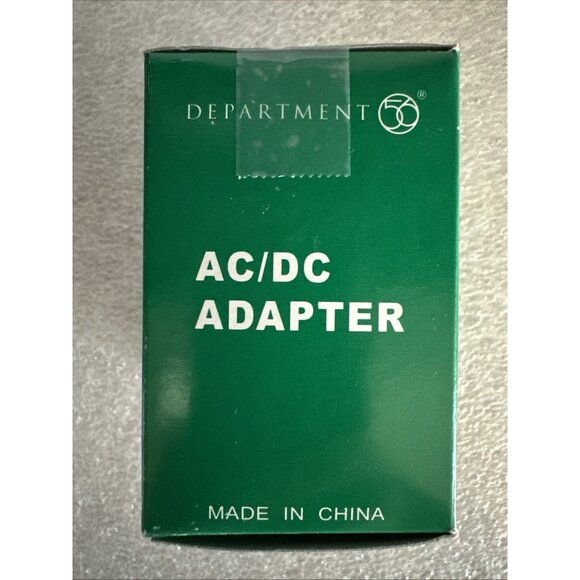 DEPARTMENT 56®
AC/DC
ADAPTER
MADE IN CHINA